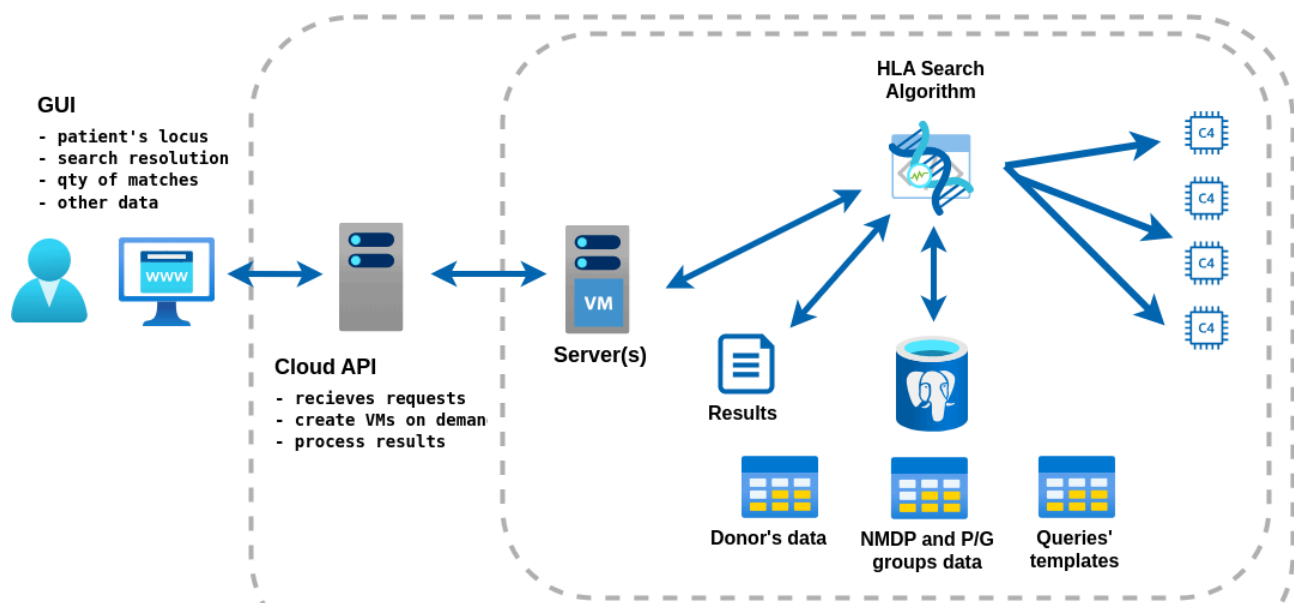 HLA Search
Algorithm
GUI
- patient's locus
- search resolution
- qty of matches
- other data
C4
C4
C4
C4
WWW
VM
Server(s)
Cloud API
- recieves requests
- create VMs on deman
- process results
Results
Donor's data
NMDP and P/G
groups data
Queries'
templates